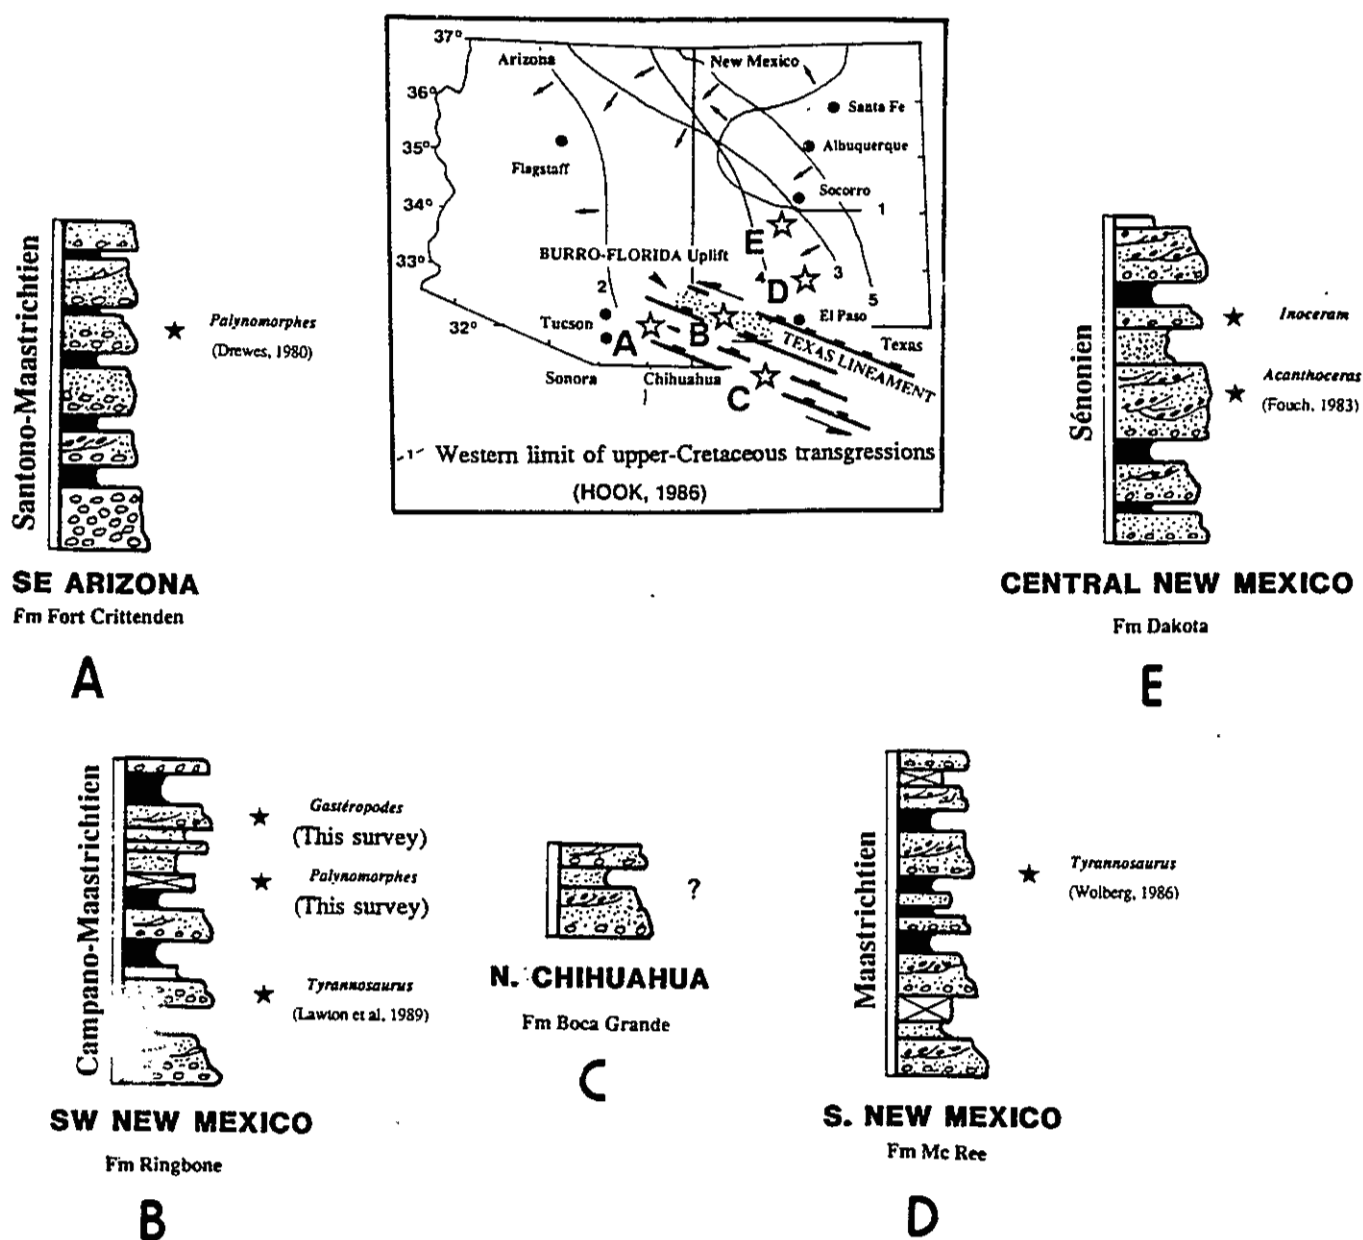 37°
36°
35°
34°
33°
32°
Arizona
New Mexico
Santa Fe
Albuquerque
Flagstaff
Socorro
1
E
BURRO-FLORIDA Uplift
2
4
3
5
D
Tucson
A
B
El Paso
TEXAS LINEAMENT
Texas
Sonora
Chihuahua
C
1 Western limit of upper-Cretaceous transgressions
(HOOK, 1986)
Santono-Maastrichtien
Palynomorphes
(Drewes, 1980)
SE ARIZONA
Fm Fort Crittenden
A
Sénonien
Inoceram
Acanthoceras
(Fouch, 1983)
CENTRAL NEW MEXICO
Fm Dakota
E
Campano-Maastrichtien
Gastéropodes
(This survey)
Palynomorphes
(This survey)
Tyrannosaurus
(Lawton et al, 1989)
SW NEW MEXICO
Fm Ringbone
B
?
N. CHIHUAHUA
Fm Boca Grande
C
Maastrichtien
Tyrannosaurus
(Wolberg, 1986)
S. NEW MEXICO
Fm Mc Ree
D